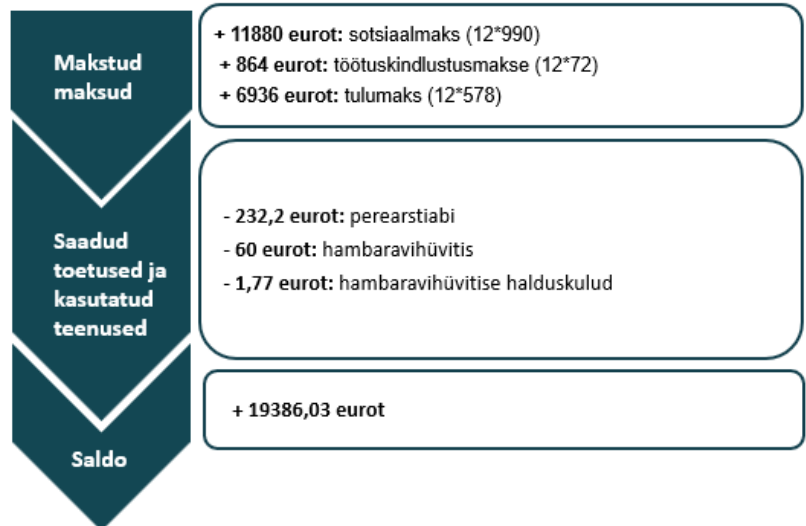 Makstud
maksud
+ 11880 eurot: sotsiaalmaks (12*990)
+ 864 eurot: töötuskindlustusmakse (12*72)
+ 6936 eurot: tulumaks (12*578)
Saadud
toetused ja
kasutatud
teenused
- 232,2 eurot: perearstiabi
- 60 eurot: hambaravihüvitis
- 1,77 eurot: hambaravihüvitise halduskulud
Saldo
+ 19386,03 eurot